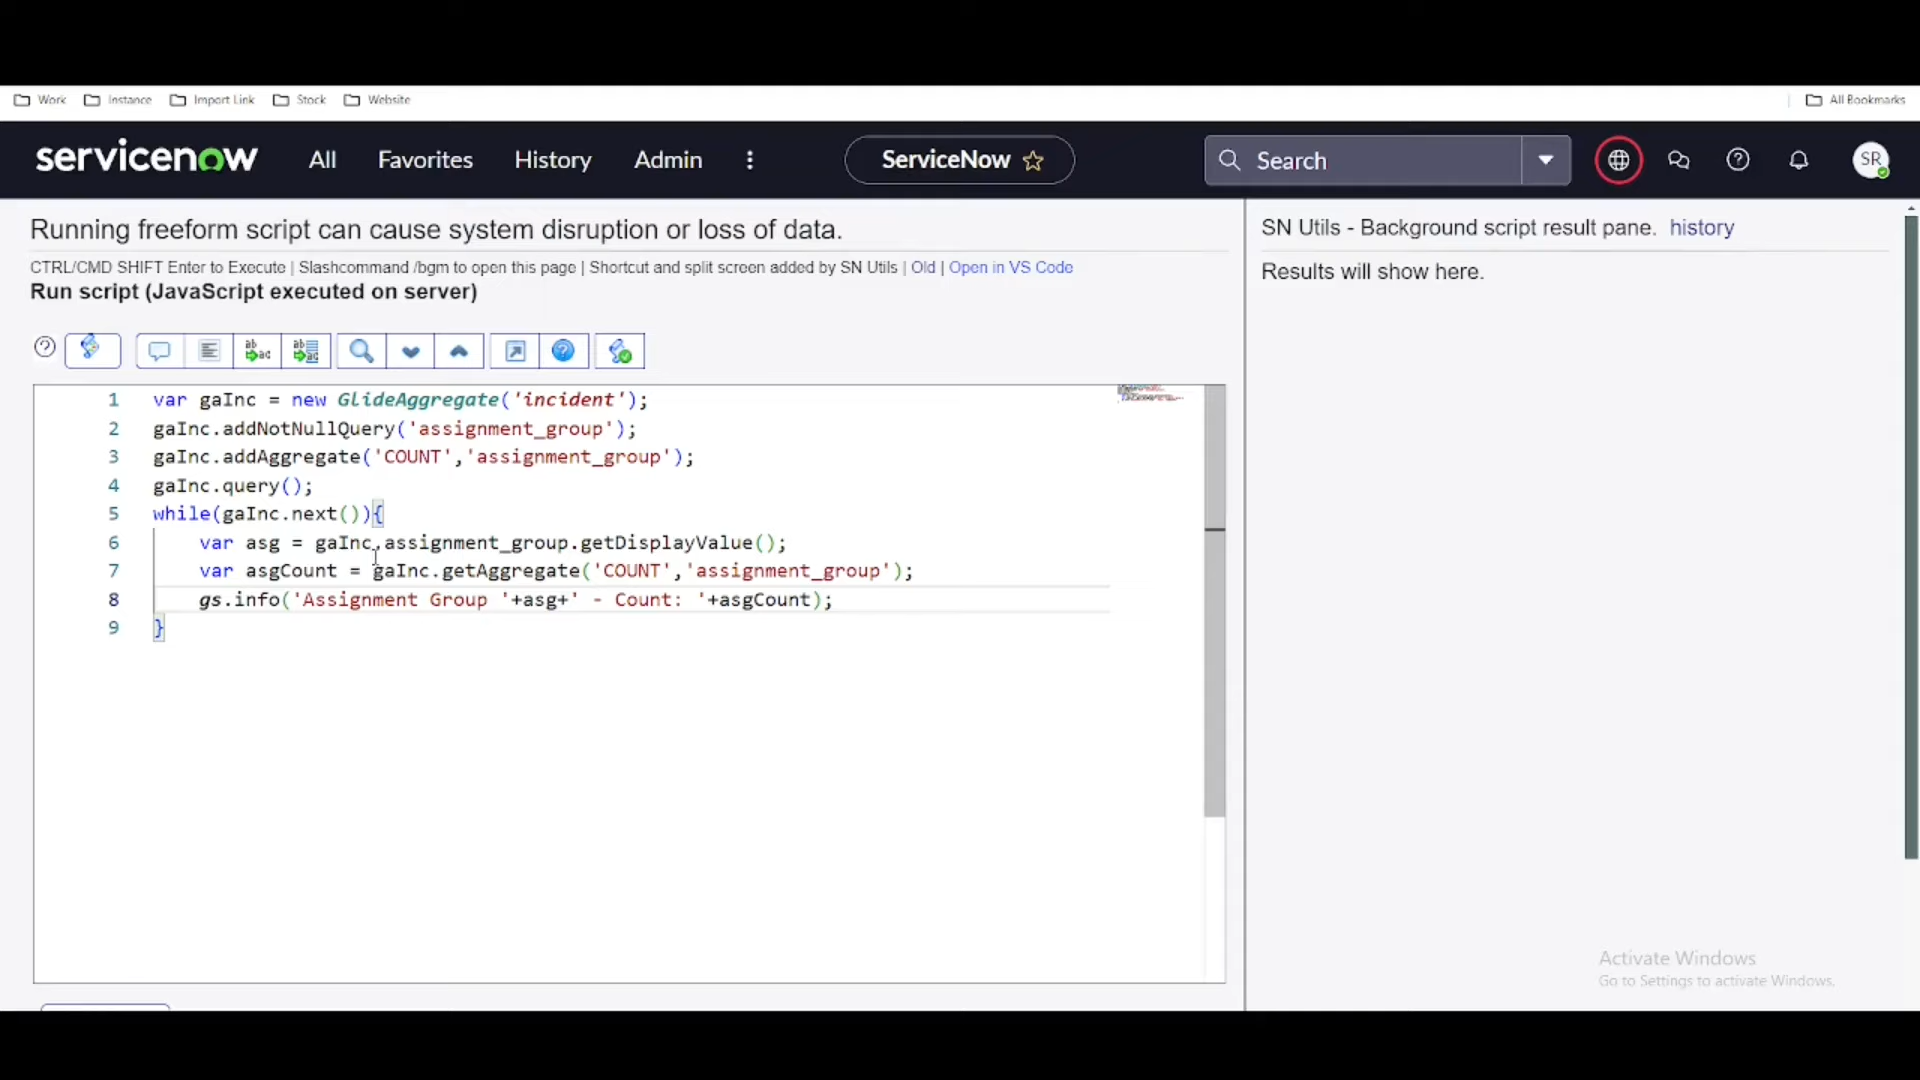 Work Instance Import Link Stock Website All Bookmarks
servicenow All Favorites History Admin ServiceNow Search SR
Running freeform script can cause system disruption or loss of data.
CTRL/CMD SHIFT Enter to Execute | Slashcommand /bgm to open this page | Shortcut and split screen added by SN Utils | Old | Open in VS Code
Run script (JavaScript executed on server)
1 var gaInc = new GlideAggregate('incident');
2 gaInc.addNotNullQuery('assignment_group');
3 gaInc.addAggregate('COUNT','assignment_group');
4 gaInc.query();
5 while(gaInc.next()){
6 var asg = gaInc.assignment_group.getDisplayValue();
7 var asgCount = gaInc.getAggregate('COUNT','assignment_group');
8 gs.info('Assignment Group '+asg+' - Count: '+asgCount);
9 }
SN Utils - Background script result pane. history
Results will show here.
Activate Windows
Go to Settings to activate Windows.